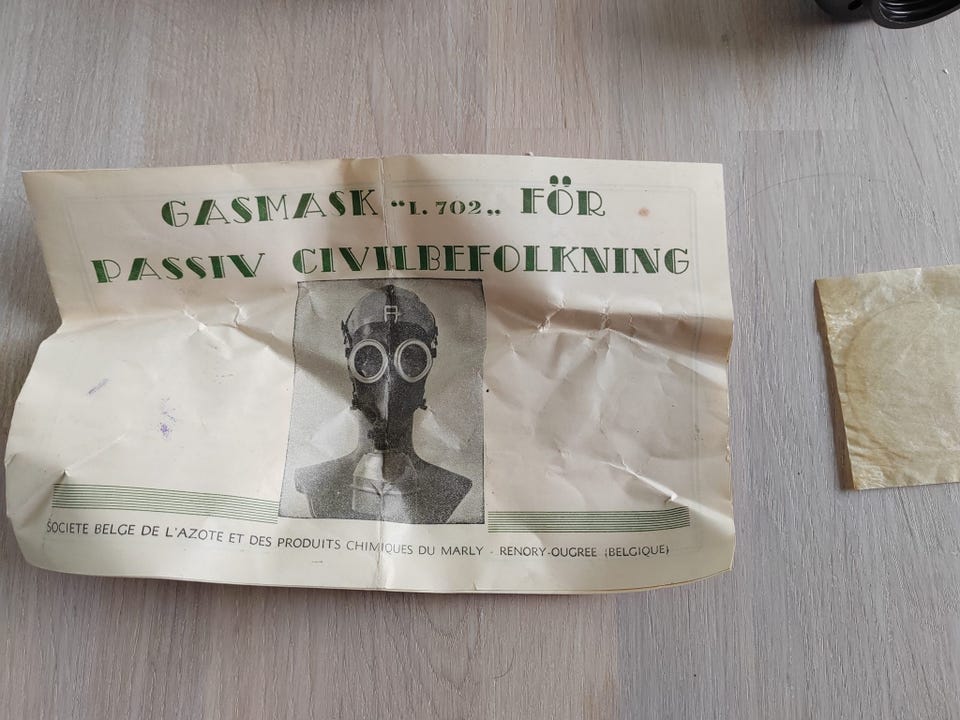 GASMASK “L. 702„ FÖR
PASSIV CIVILBEFOLKNING
SOCIETE BELGE DE L'AZOTE ET DES PRODUITS CHIMIQUES DU MARLY - RENORY-OUGREE (BELGIQUE)